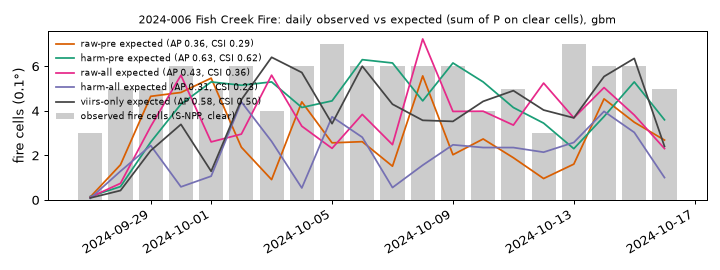 2024-006 Fish Creek Fire: daily observed vs expected (sum of P on clear cells), gbm
raw-pre expected (AP 0.36, CSI 0.29)
harm-pre expected (AP 0.63, CSI 0.62)
raw-all expected (AP 0.43, CSI 0.36)
harm-all expected (AP 0.31, CSI 0.23)
viirs-only expected (AP 0.58, CSI 0.50)
observed fire cells (S-NPP, clear)
fire cells (0.1°)
6
4
2
0
2024-09-29
2024-10-01
2024-10-05
2024-10-09
2024-10-13
2024-10-17